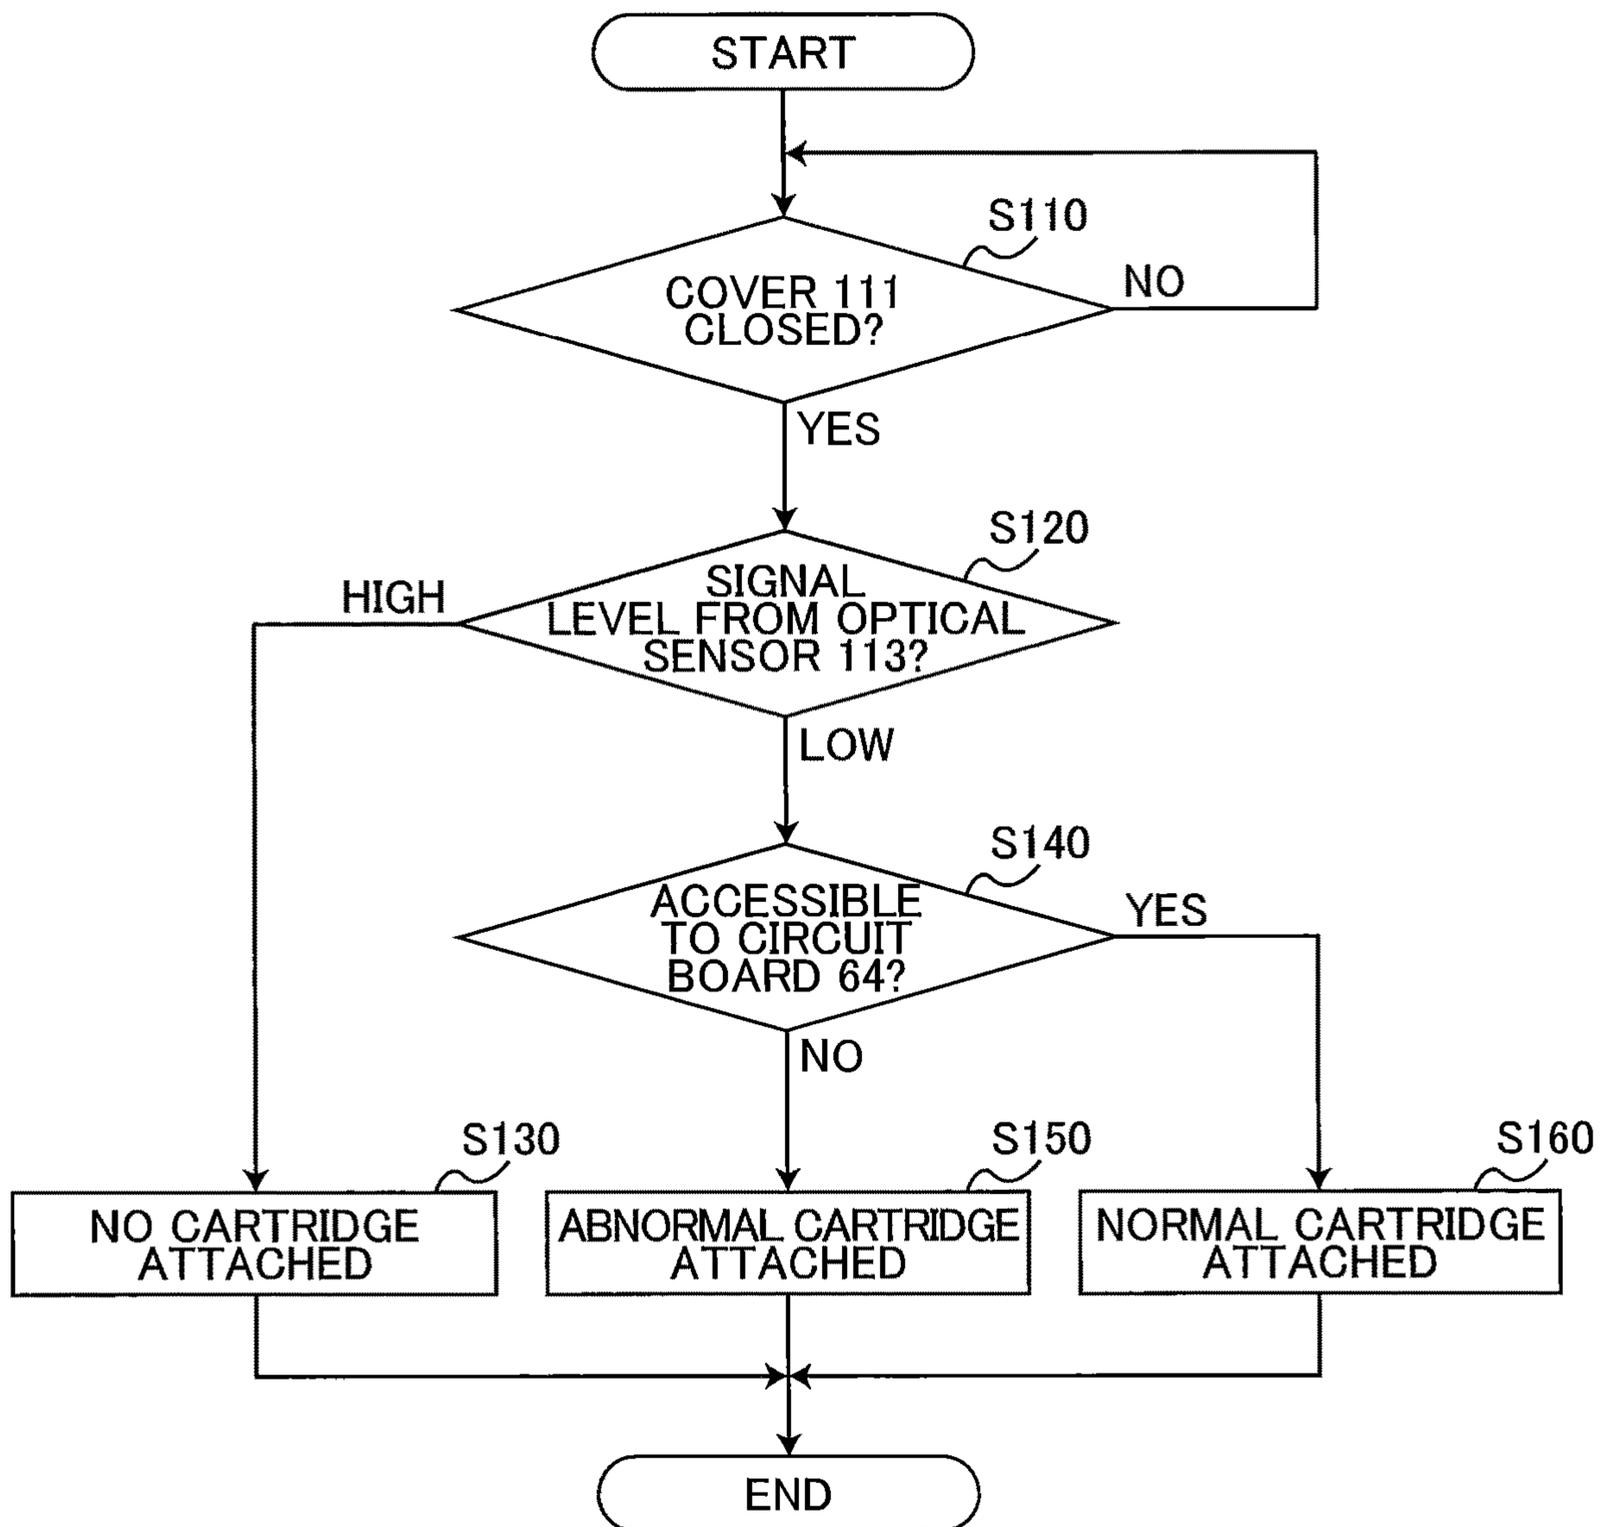 START
S110
COVER 111
CLOSED?
NO
YES
S120
SIGNAL
LEVEL FROM OPTICAL
SENSOR 113?
HIGH
LOW
S140
ACCESSIBLE
TO CIRCUIT
BOARD 64?
YES
NO
S130
NO CARTRIDGE
ATTACHED
S150
ABNORMAL CARTRIDGE
ATTACHED
S160
NORMAL CARTRIDGE
ATTACHED
END